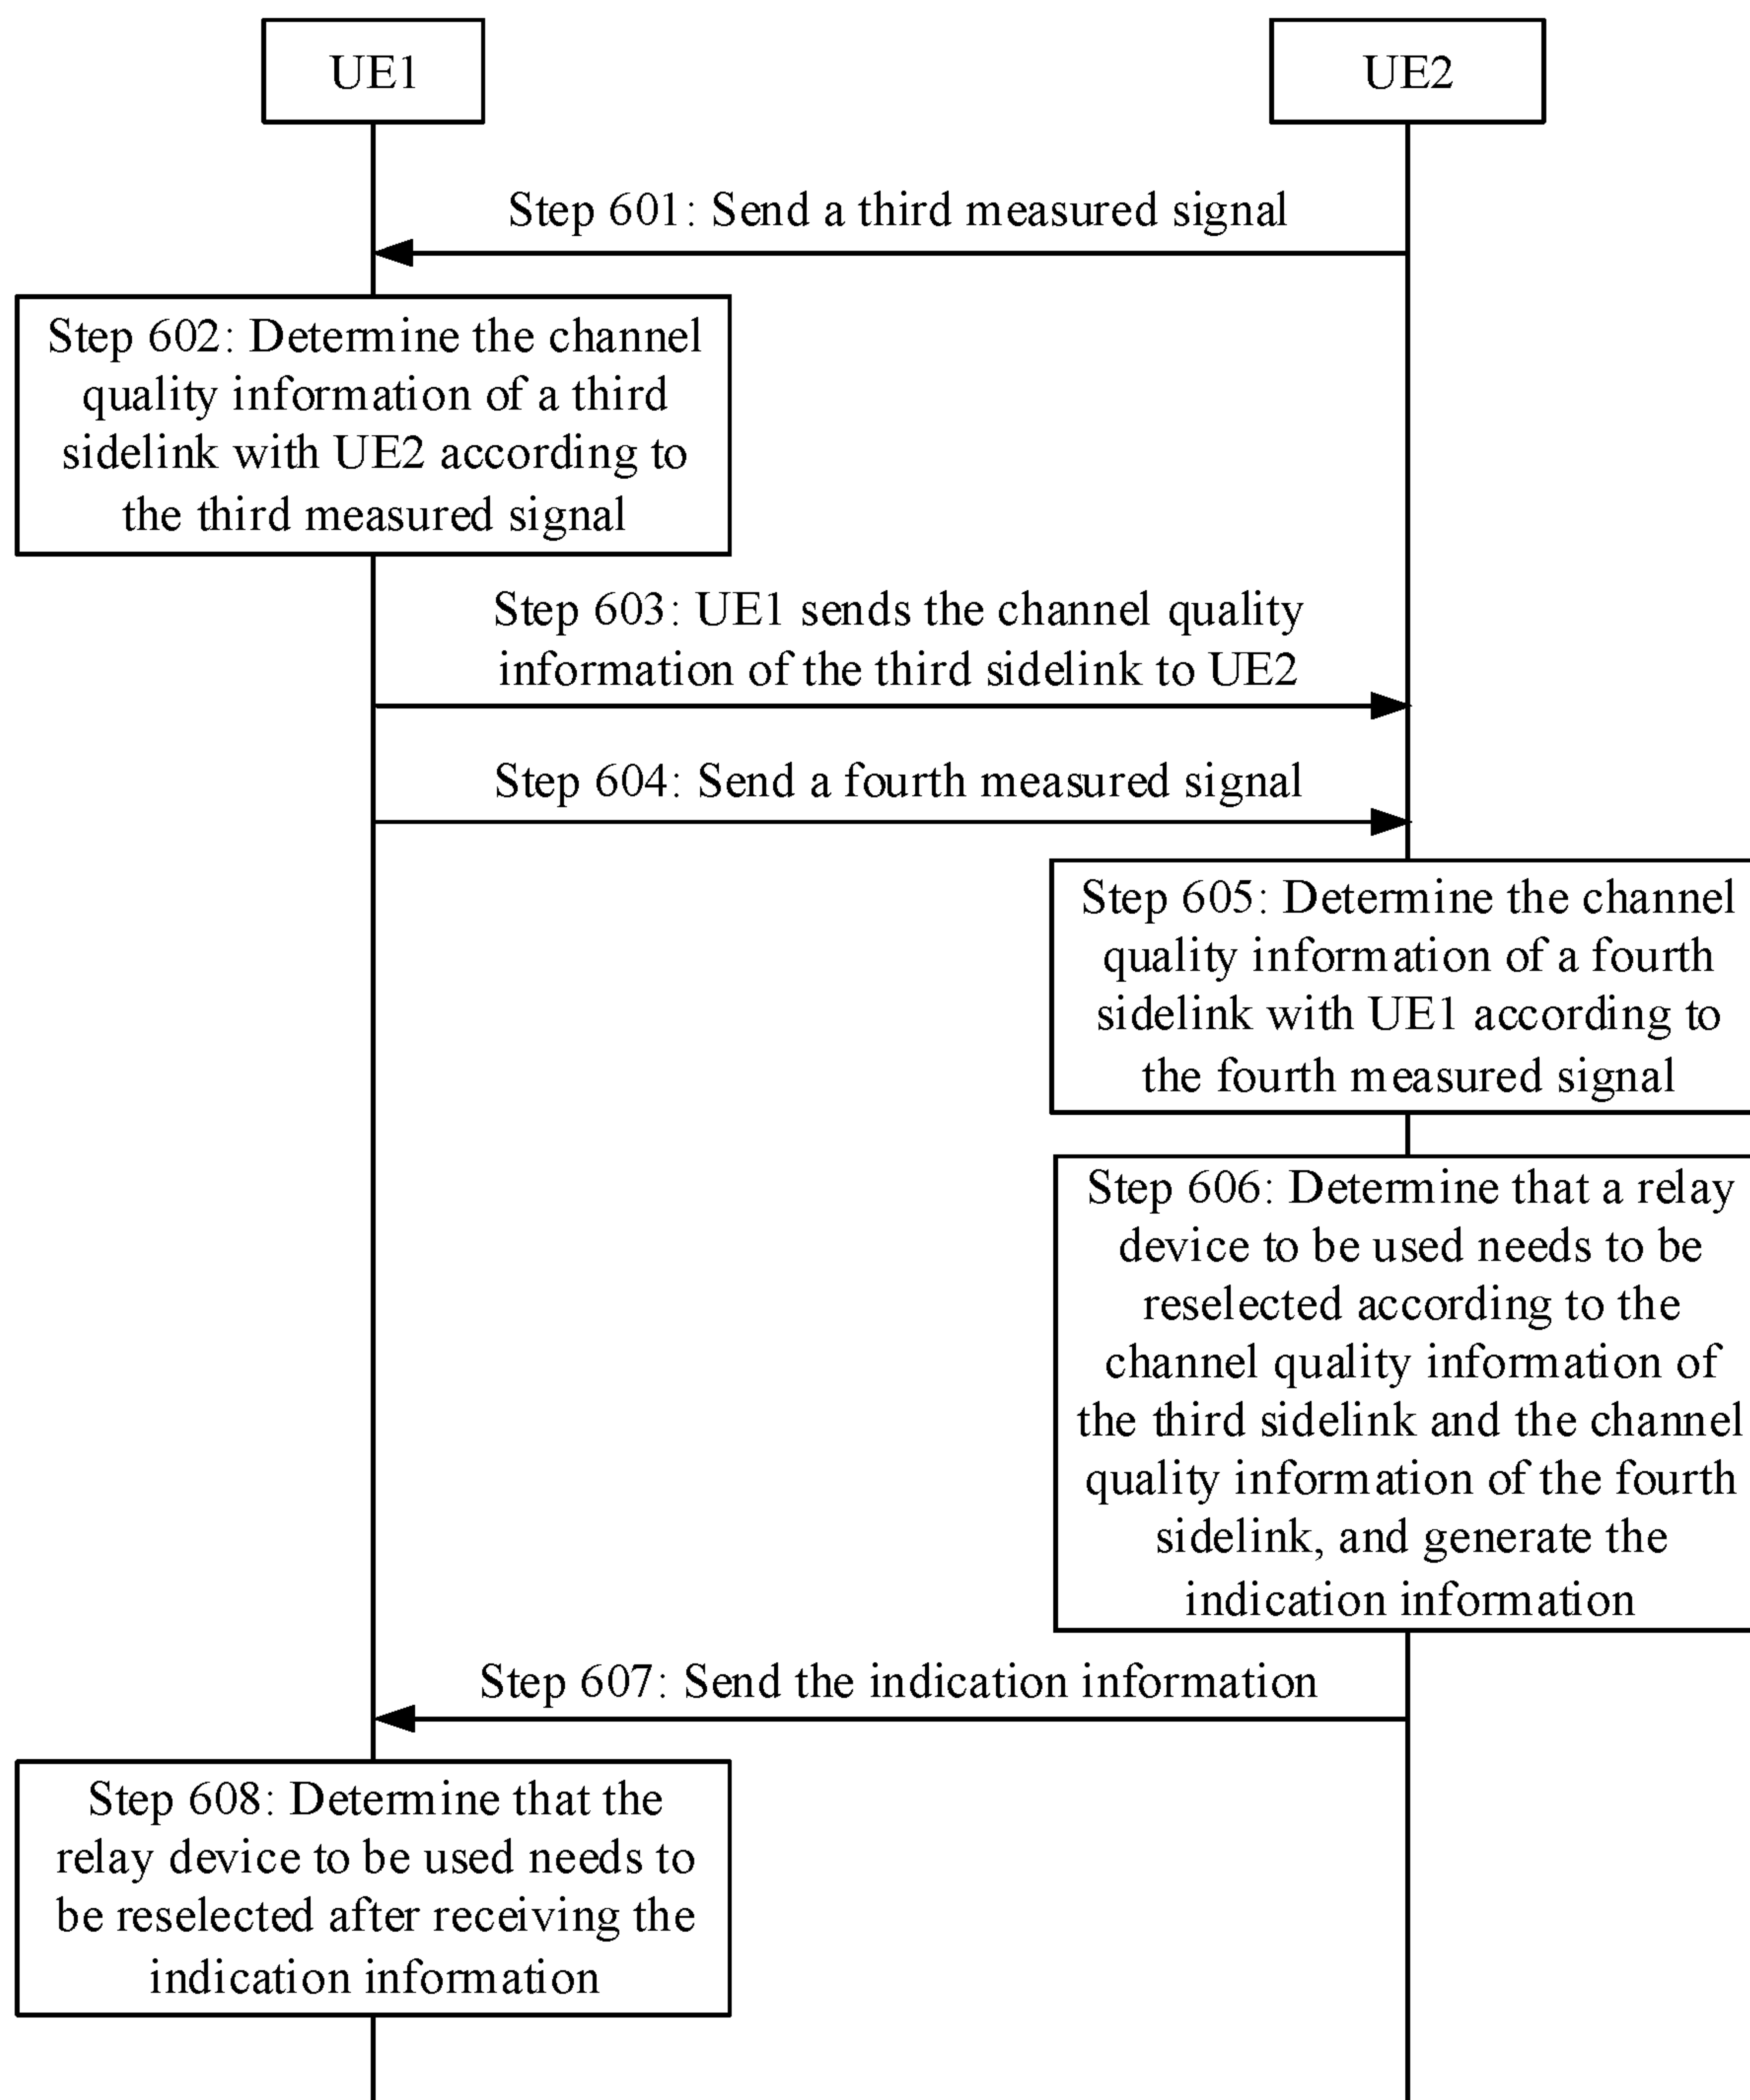 UE1
UE2
Step 601: Send a third measured signal
Step 602: Determine the channel
quality information of a third
sidelink with UE2 according to
the third measured signal
Step 603: UE1 sends the channel quality
information of the third sidelink to UE2
Step 604: Send a fourth measured signal
Step 605: Determine the channel
quality information of a fourth
sidelink with UE1 according to
the fourth measured signal
Step 606: Determine that a relay
device to be used needs to be
reselected according to the
channel quality information of
the third sidelink and the channel
quality information of the fourth
sidelink, and generate the
indication information
Step 607: Send the indication information
Step 608: Determine that the
relay device to be used needs to
be reselected after receiving the
indication information